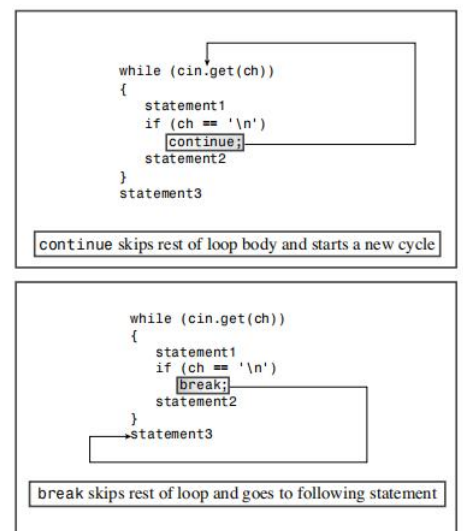 while (cin.get(ch))
{
statement1
if (ch == '\n')
continue;
statement2
}
statement3
continue skips rest of loop body and starts a new cycle
while (cin.get(ch))
{
statement1
if (ch == '\n')
break;
statement2
}
statement3
break skips rest of loop and goes to following statement